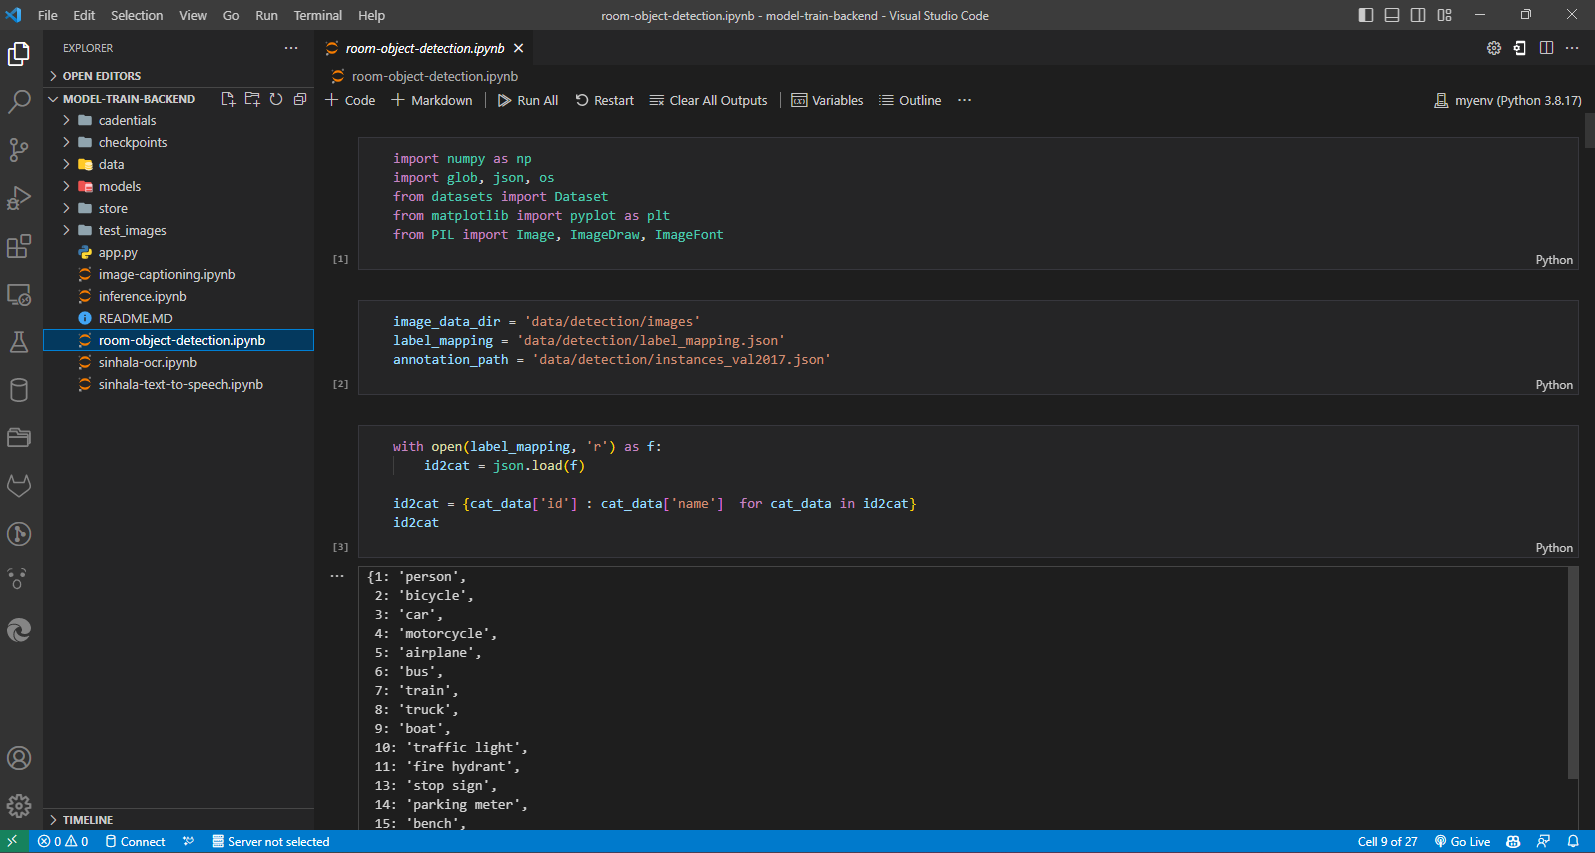 File Edit Selection View Go Run Terminal Help
room-object-detection.ipynb - model-train-backend - Visual Studio Code
EXPLORER
OPEN EDITORS
MODEL-TRAIN-BACKEND
cadentials
checkpoints
data
models
store
test_images
app.py
image-captioning.ipynb
inference.ipynb
README.MD
room-object-detection.ipynb
sinhala-ocr.ipynb
sinhala-text-to-speech.ipynb
TIMELINE
room-object-detection.ipynb
room-object-detection.ipynb
Code Markdown Run All Restart Clear All Outputs Variables Outline
myenv (Python 3.8.17)
import numpy as np
import glob, json, os
from datasets import Dataset
from matplotlib import pyplot as plt
from PIL import Image, ImageDraw, ImageFont
[1]
Python
image_data_dir = 'data/detection/images'
label_mapping = 'data/detection/label_mapping.json'
annotation_path = 'data/detection/instances_val2017.json'
[2]
Python
with open(label_mapping, 'r') as f:
    id2cat = json.load(f)
id2cat = {cat_data['id'] : cat_data['name']  for cat_data in id2cat}
id2cat
[3]
Python
{1: 'person',
 2: 'bicycle',
 3: 'car',
 4: 'motorcycle',
 5: 'airplane',
 6: 'bus',
 7: 'train',
 8: 'truck',
 9: 'boat',
 10: 'traffic light',
 11: 'fire hydrant',
 13: 'stop sign',
 14: 'parking meter',
 15: 'bench',
0 0 Connect Server not selected
Cell 9 of 27 Go Live